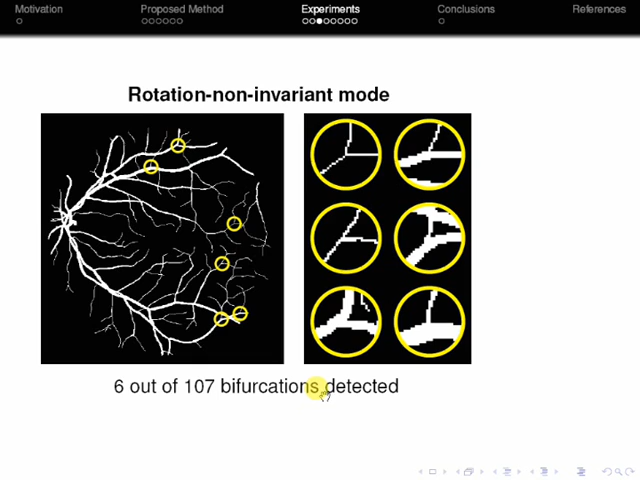 Motivation Proposed Method Experiments Conclusions References
Rotation-non-invariant mode
6 out of 107 bifurcations detected